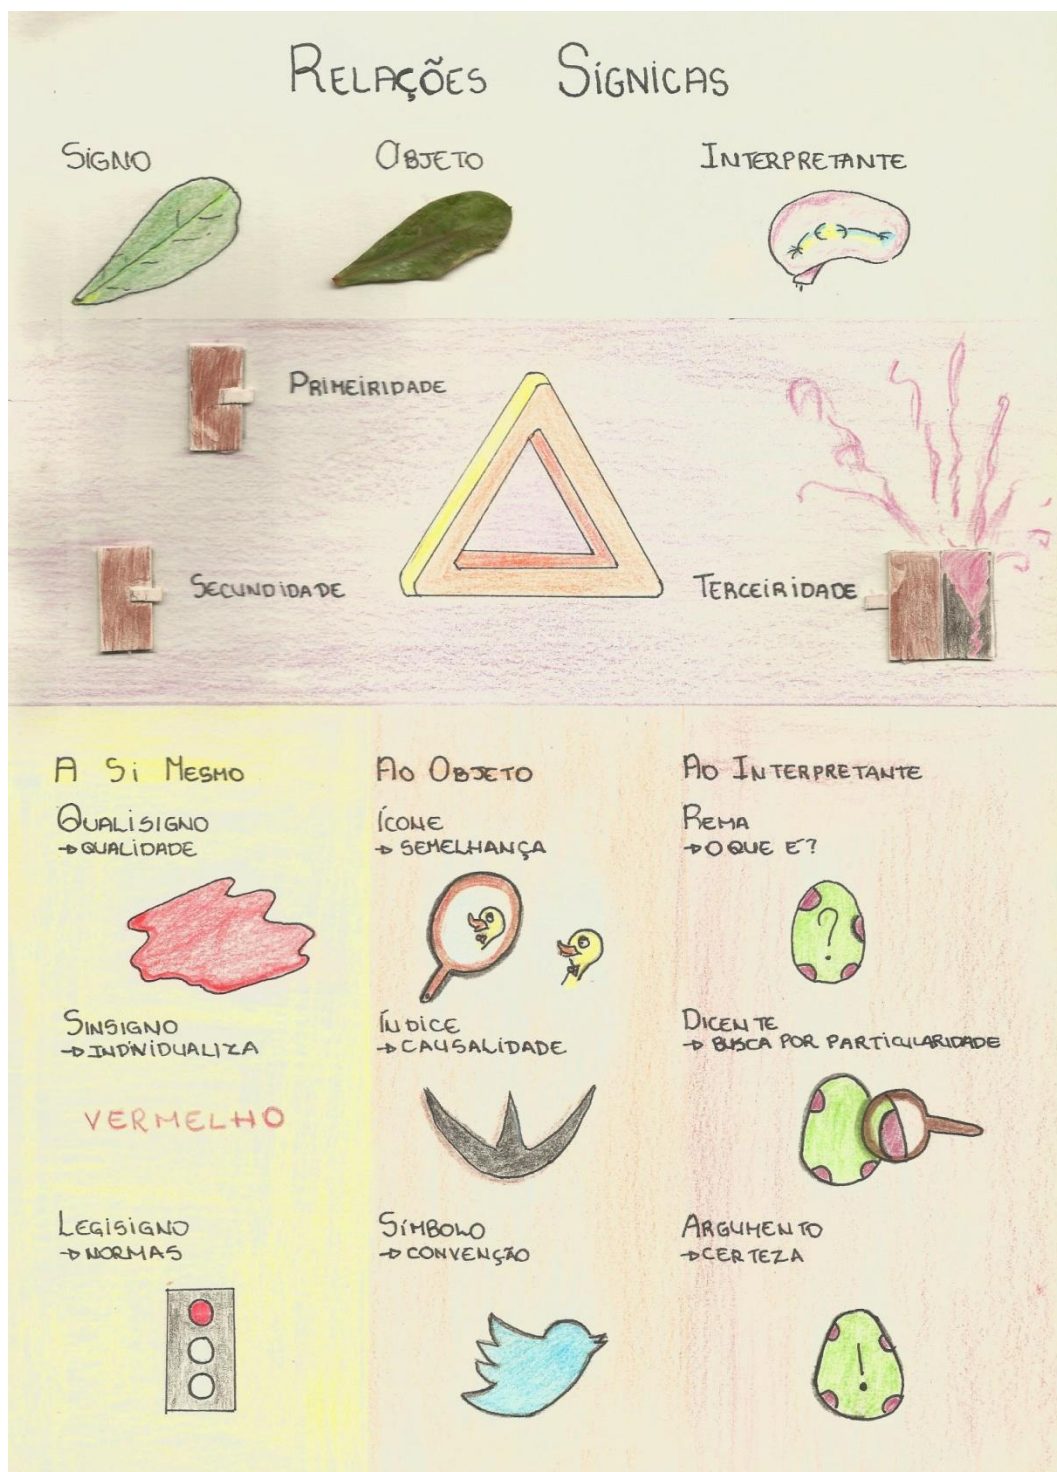 RELAÇÕES SÍGNICAS
SIGNO OBJETO INTERPRETANTE
PRIMEIRIDADE
SECUNDIDADE TERCEIRIDADE
A SI MESMO
QUALISIGNO
→ QUALIDADE
SINSIGNO
→ INDIVIDUALIZA
VERMELHO
LEGISIGNO
→ NORMAS
AO OBJETO
ÍCONE
→ SEMELHANÇA
ÍNDICE
→ CAUSALIDADE
SÍMBOLO
→ CONVENÇÃO
AO INTERPRETANTE
REMA
→ O QUE E?
?
DICENTE
→ BUSCA POR PARTICULARIDADE
ARGUMENTO
→ CERTEZA
!